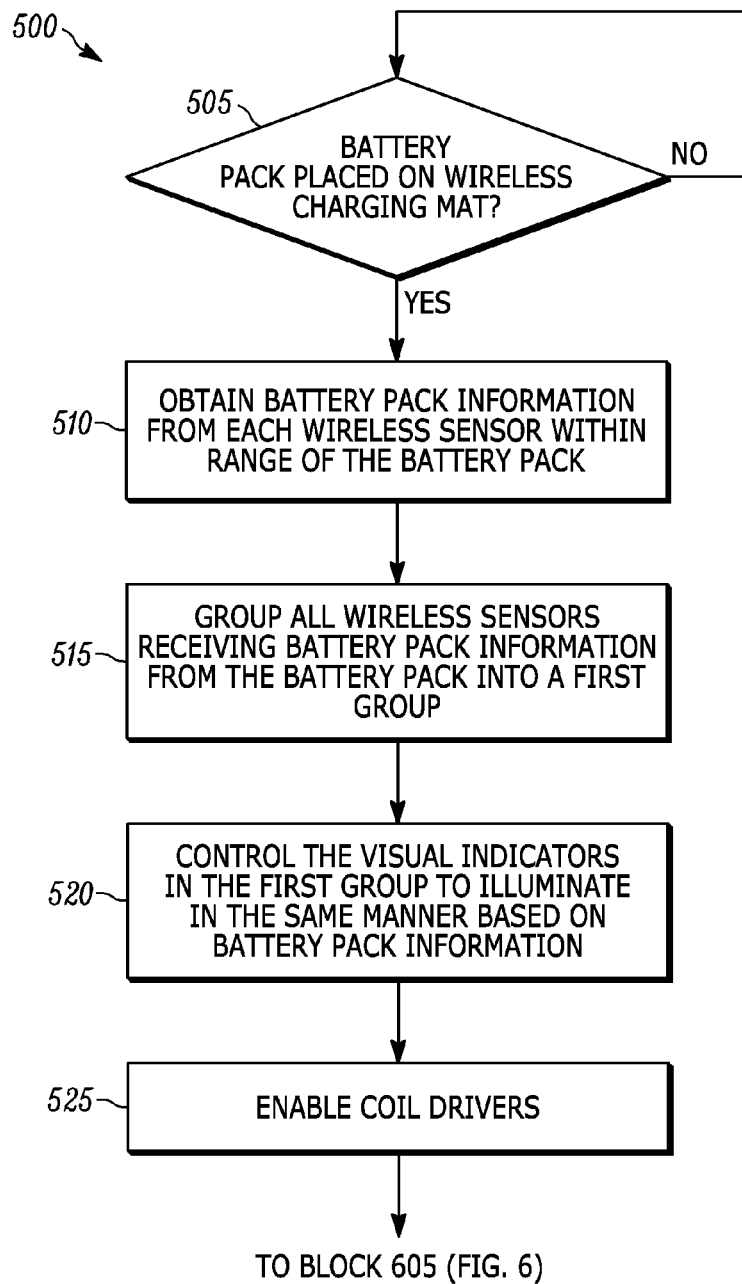 500
505
BATTERY
PACK PLACED ON WIRELESS
CHARGING MAT?
NO
YES
510
OBTAIN BATTERY PACK INFORMATION
FROM EACH WIRELESS SENSOR WITHIN
RANGE OF THE BATTERY PACK
515
GROUP ALL WIRELESS SENSORS
RECEIVING BATTERY PACK INFORMATION
FROM THE BATTERY PACK INTO A FIRST
GROUP
520
CONTROL THE VISUAL INDICATORS
IN THE FIRST GROUP TO ILLUMINATE
IN THE SAME MANNER BASED ON
BATTERY PACK INFORMATION
525
ENABLE COIL DRIVERS
TO BLOCK 605 (FIG. 6)